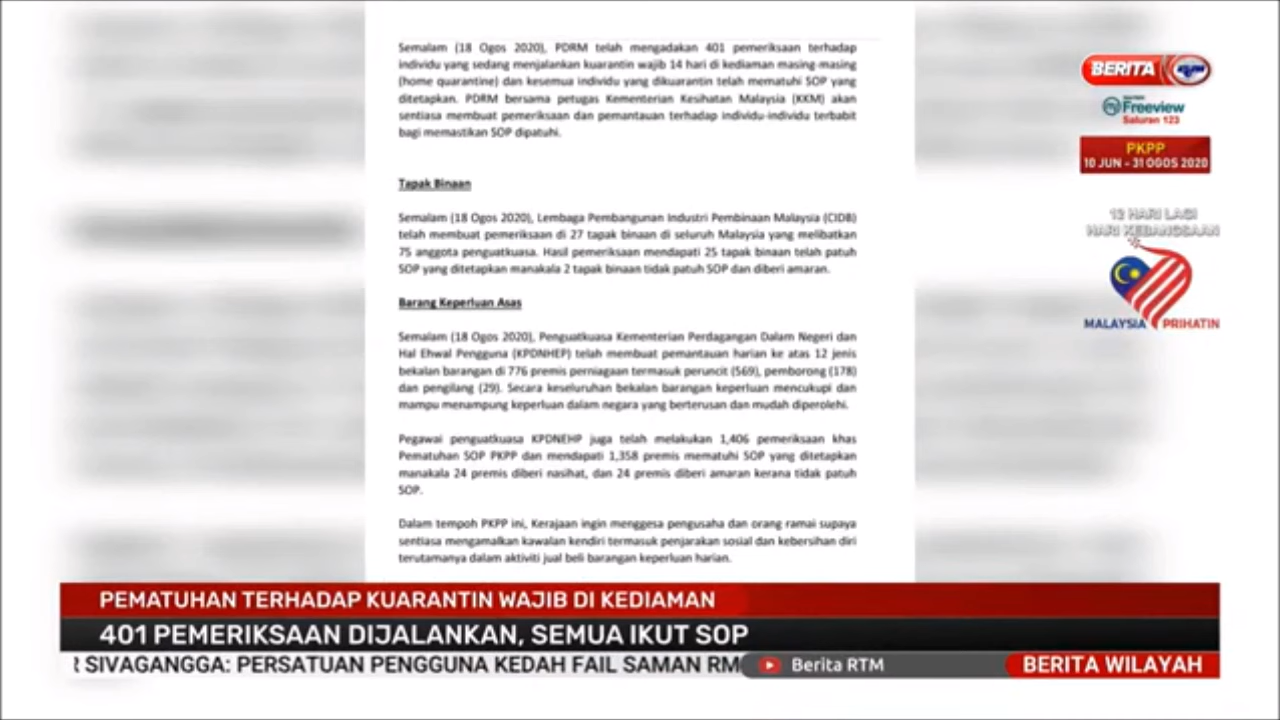 Semalam (18 Ogos 2020), PDRM telah mengadakan 401 pemeriksaan terhadap
individu yang sedang menjalankan kuarantin wajib 14 hari di kediaman masing-masing
(home quarantine) dan kesemua individu yang dikuarantin telah mematuhi SOP yang
ditetapkan. PDRM bersama petugas Kementerian Kesihatan Malaysia (KKM) akan
sentiasa membuat pemeriksaan dan pemantauan terhadap individu-individu terbabit
bagi memastikan SOP dipatuhi.
Tapak Binaan
Semalam (18 Ogos 2020), Lembaga Pembangunan Industri Pembinaan Malaysia (CIDB)
telah membuat pemeriksaan di 27 tapak binaan di seluruh Malaysia yang melibatkan
75 anggota penguatkuasa. Hasil pemeriksaan mendapati 25 tapak binaan telah patuh
SOP yang ditetapkan manakala 2 tapak binaan tidak patuh SOP dan diberi amaran.
Barang Keperluan Asas
Semalam (18 Ogos 2020), Penguatkuasa Kementerian Perdagangan Dalam Negeri dan
Hal Ehwal Pengguna (KPDNHEP) telah membuat pemantauan harian ke atas 12 jenis
bekalan barangan di 776 premis perniagaan termasuk peruncit (569), pemborong (178)
dan pengilang (29). Secara keseluruhan bekalan barangan keperluan mencukupi dan
mampu menampung keperluan dalam negara yang berterusan dan mudah diperolehi.
Pegawai penguatkuasa KPDNEHP juga telah melakukan 1,406 pemeriksaan khas
Pematuhan SOP PKPP dan mendapati 1,358 premis mematuhi SOP yang ditetapkan
manakala 24 premis diberi nasihat, dan 24 premis diberi amaran kerana tidak patuh
SOP.
Dalam tempoh PKPP ini, Kerajaan ingin menggesa pengusaha dan orang ramai supaya
sentiasa mengamalkan kawalan kendiri termasuk penjarakan sosial dan kebersihan diri
terutamanya dalam aktiviti jual beli barangan keperluan harian.
BERITA
Freeview
Saluran 123
PKPP
10 JUN - 31 OGOS 2020
12 HARI LAGI
HARI KEBANGSAAN
MALAYSIA PRIHATIN
PEMATUHAN TERHADAP KUARANTIN WAJIB DI KEDIAMAN
401 PEMERIKSAAN DIJALANKAN, SEMUA IKUT SOP
SIVAGANGGA: PERSATUAN PENGGUNA KEDAH FAIL SAMAN RM
Berita RTM
BERITA WILAYAH